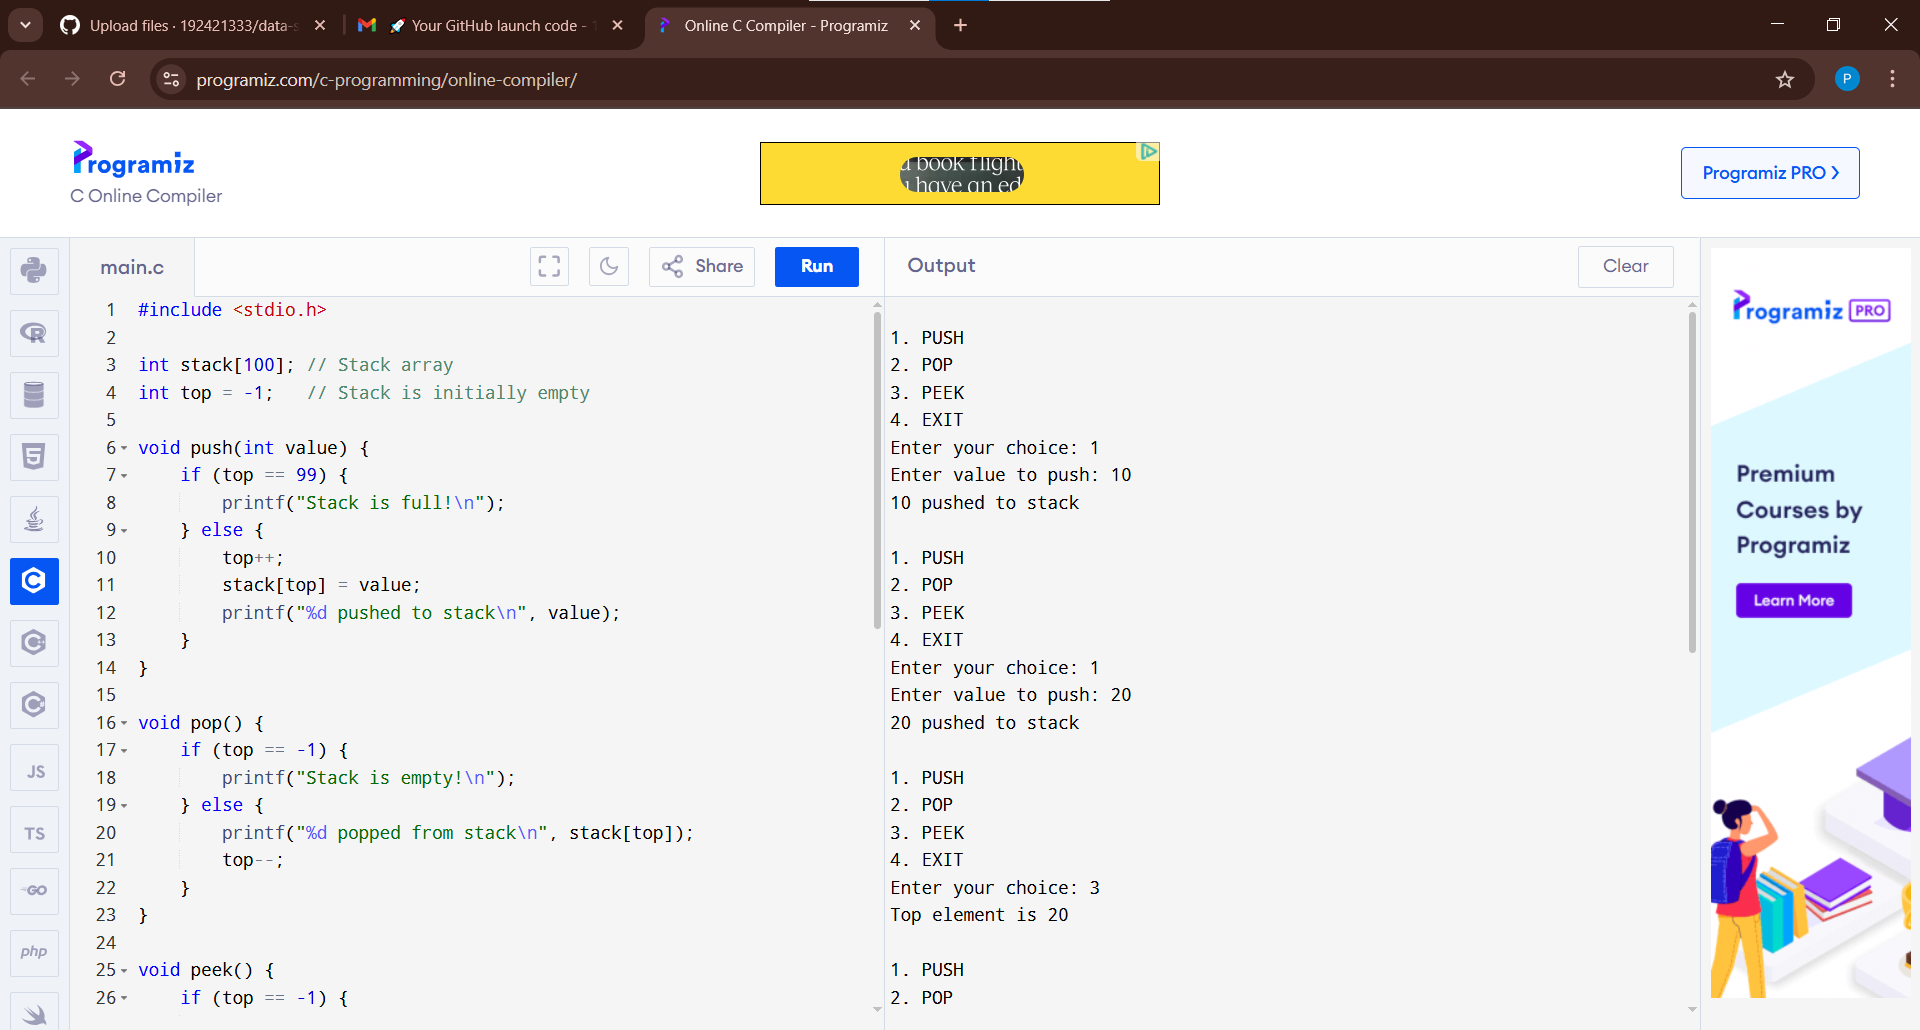 Upload files · 192421333/data-s
Your GitHub launch code - 1
Online C Compiler - Programiz
programiz.com/c-programming/online-compiler/
P
Programiz
C Online Compiler
u book flight
u have an ed
Programiz PRO
main.c
Share
Run
Output
Clear
1 #include <stdio.h>
2
3 int stack[100]; // Stack array
4 int top = -1;   // Stack is initially empty
5
6 void push(int value) {
7     if (top == 99) {
8         printf("Stack is full!\n");
9     } else {
10         top++;
11         stack[top] = value;
12         printf("%d pushed to stack\n", value);
13     }
14 }
15
16 void pop() {
17     if (top == -1) {
18         printf("Stack is empty!\n");
19     } else {
20         printf("%d popped from stack\n", stack[top]);
21         top--;
22     }
23 }
24
25 void peek() {
26     if (top == -1) {
1. PUSH
2. POP
3. PEEK
4. EXIT
Enter your choice: 1
Enter value to push: 10
10 pushed to stack
1. PUSH
2. POP
3. PEEK
4. EXIT
Enter your choice: 1
Enter value to push: 20
20 pushed to stack
1. PUSH
2. POP
3. PEEK
4. EXIT
Enter your choice: 3
Top element is 20
1. PUSH
2. POP
R
5
C
JS
TS
GO
php
Programiz PRO
Premium
Courses by
Programiz
Learn More